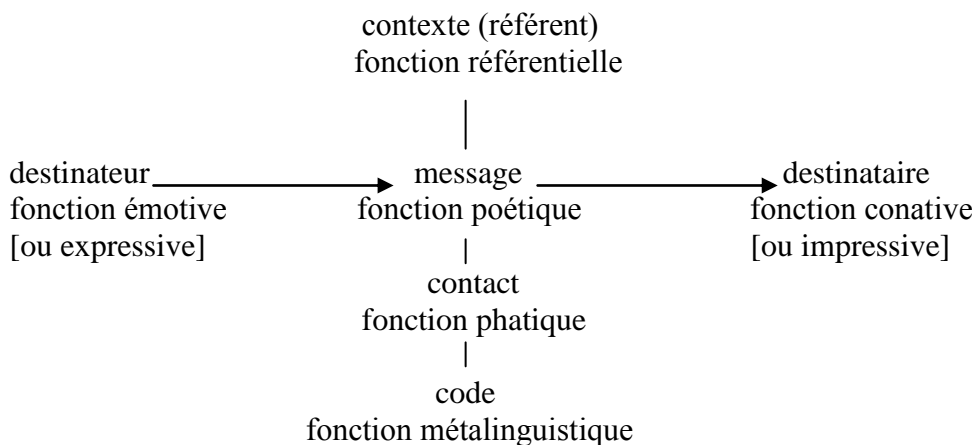 contexte (référent)
fonction référentielle
destinateur message destinataire
fonction émotive fonction poétique fonction conative
[ou expressive] [ou impressive]
contact
fonction phatique
code
fonction métalinguistique